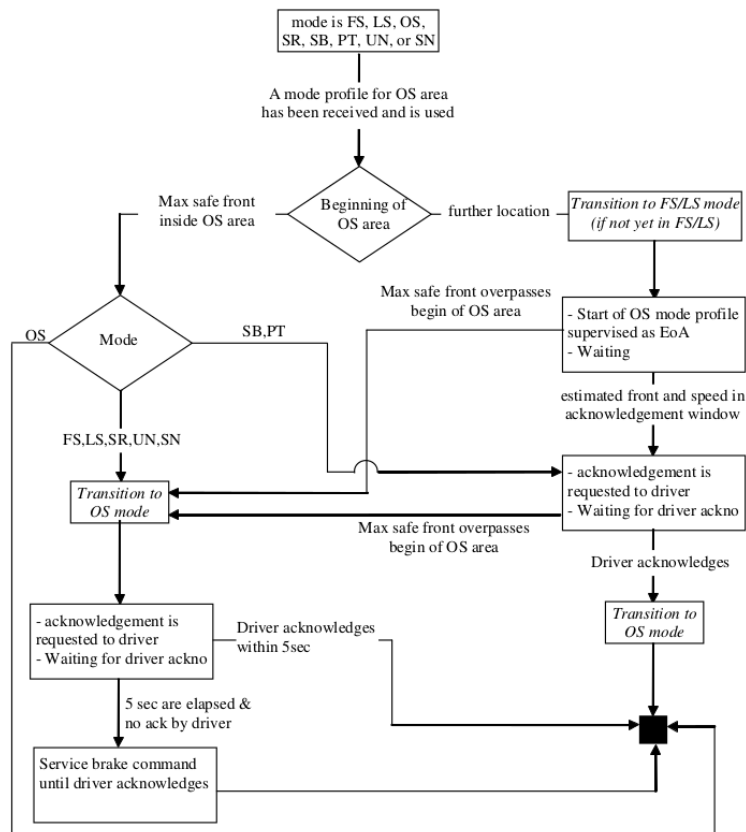 mode is FS, LS, OS,
SR, SB, PT, UN, or SN
A mode profile for OS area
has been received and is used
Max safe front
inside OS area
Beginning of
OS area
further location
Transition to FS/LS mode
(if not yet in FS/LS)
Max safe front overpasses
begin of OS area
- Start of OS mode profile
supervised as EoA
- Waiting
OS
Mode
SB,PT
estimated front and speed in
acknowledgement window
FS,LS,SR,UN,SN
- acknowledgement is
requested to driver
- Waiting for driver ackno
Transition to
OS mode
Max safe front overpasses
begin of OS area
Driver acknowledges
Transition to
OS mode
- acknowledgement is
requested to driver
- Waiting for driver ackno
Driver acknowledges
within 5sec
5 sec are elapsed &
no ack by driver
Service brake command
until driver acknowledges